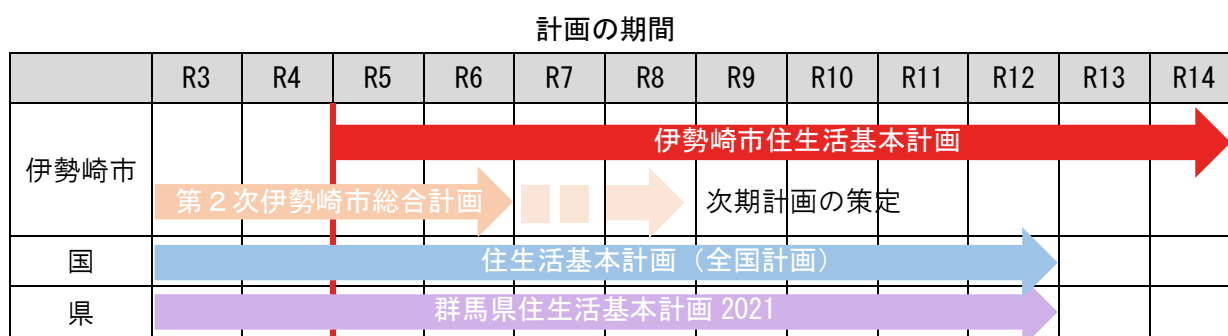 計画の期間
R3 R4 R5 R6 R7 R8 R9 R10 R11 R12 R13 R14
伊勢崎市住生活基本計画
伊勢崎市
第２次伊勢崎市総合計画 次期計画の策定
国 住生活基本計画（全国計画）
県 群馬県住生活基本計画 2021